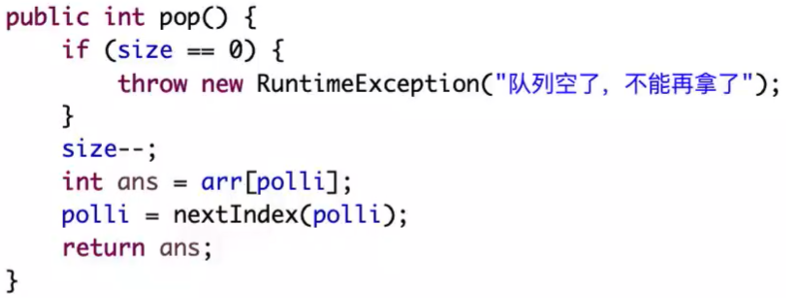 public int pop() {
    if (size == 0) {
        throw new RuntimeException("队列空了，不能再拿了");
    }
    size--;
    int ans = arr[polli];
    polli = nextIndex(polli);
    return ans;
}